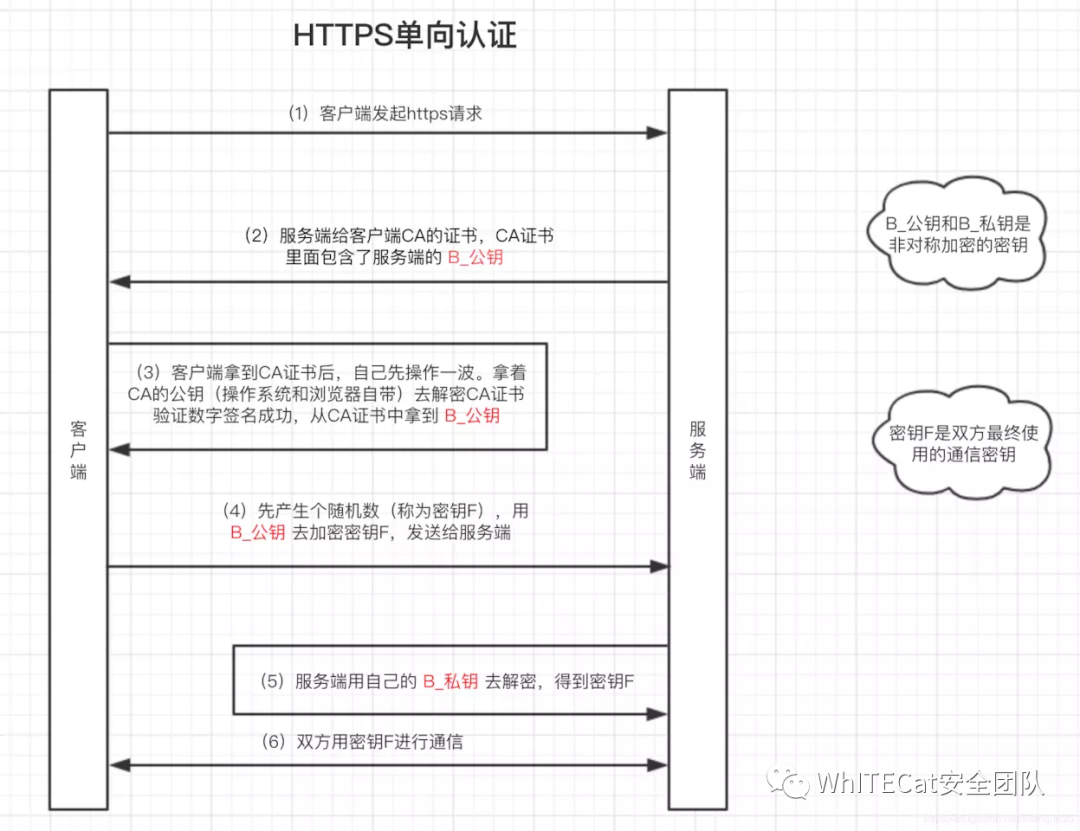 HTTPS单向认证
(1) 客户端发起https请求
(2) 服务端给客户端CA的证书，CA证书
里面包含了服务端的 B_公钥
B_公钥和B_私钥是
非对称加密的密钥
(3) 客户端拿到CA证书后，自己先操作一波。拿着
CA的公钥（操作系统和浏览器自带）去解密CA证书
验证数字签名成功，从CA证书中拿到 B_公钥
客户端
服务端
密钥F是双方最终使
用的通信密钥
(4) 先产生个随机数（称为密钥F），用
B_公钥 去加密密钥F，发送给服务端
(5) 服务端用自己的 B_私钥 去解密，得到密钥F
(6) 双方用密钥F进行通信
WhITECat安全团队